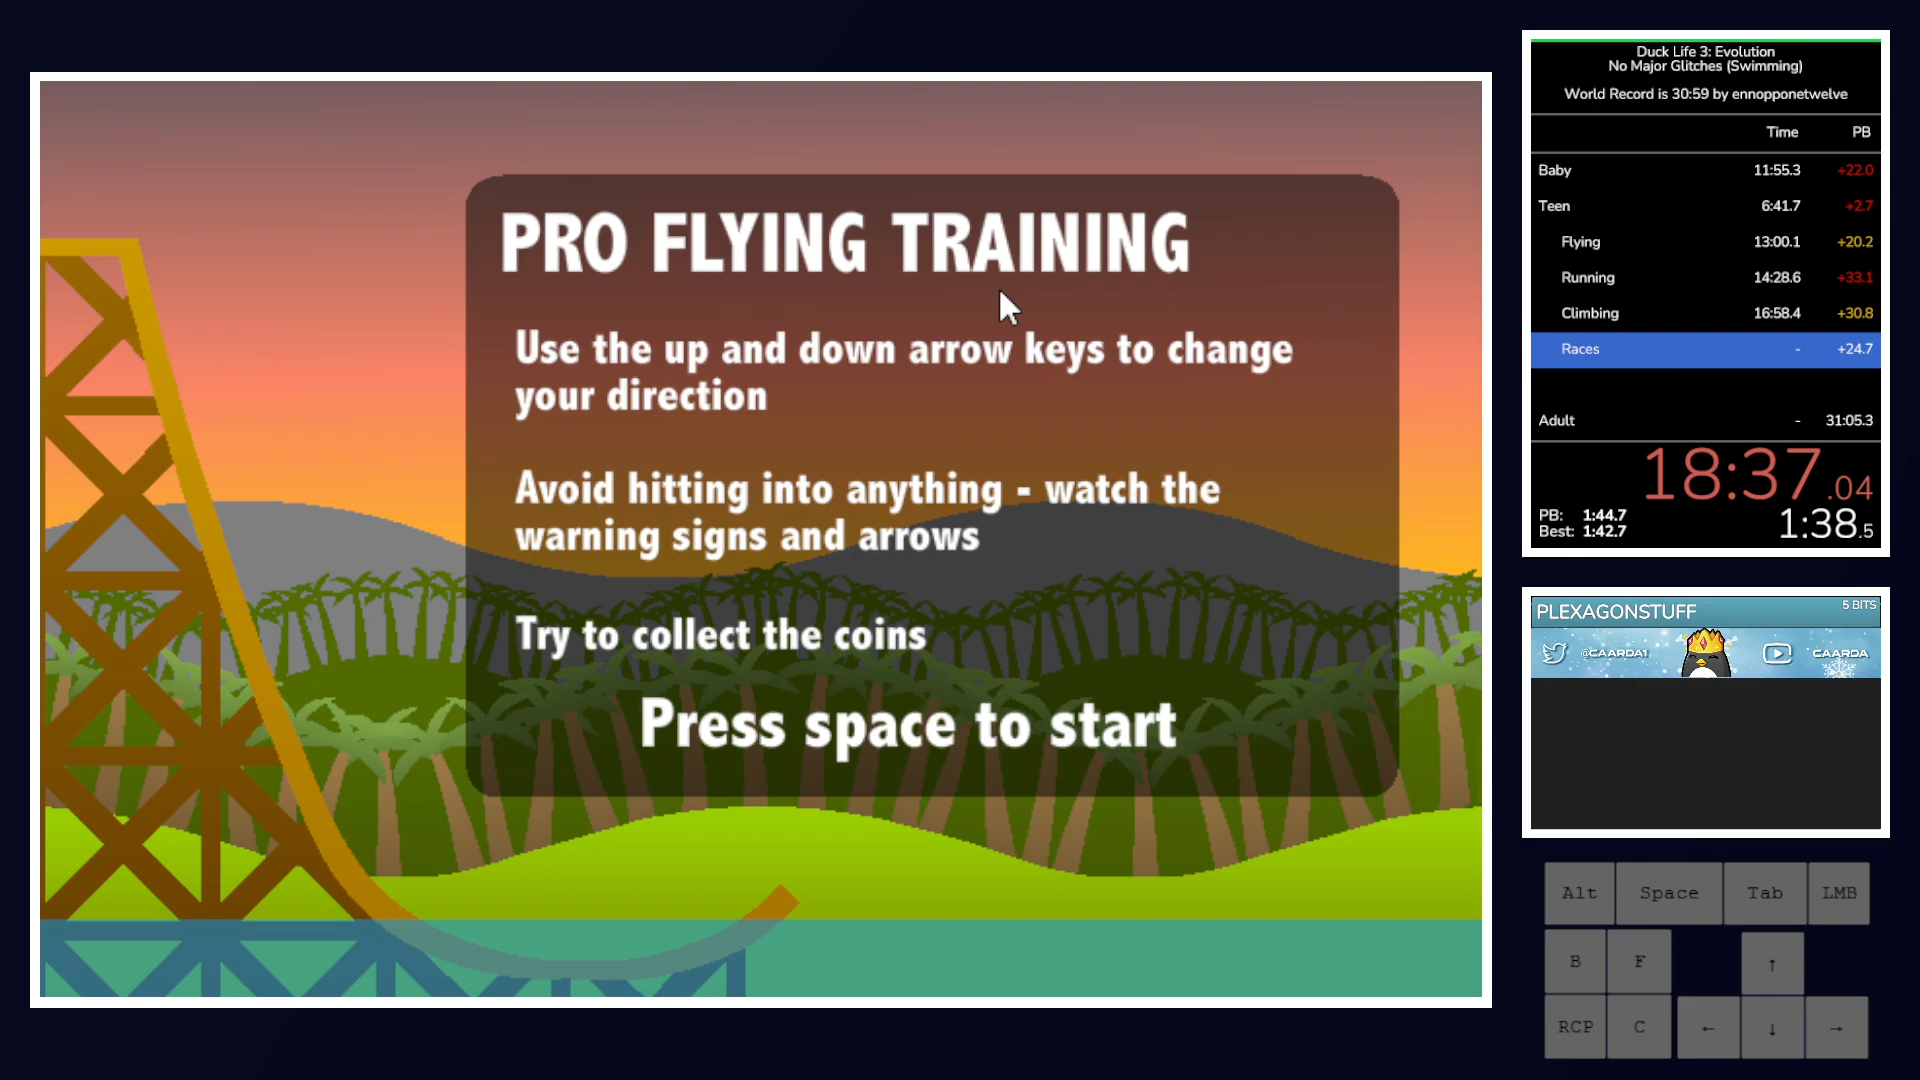 PRO FLYING TRAINING
Use the up and down arrow keys to change
your direction
Avoid hitting into anything - watch the
warning signs and arrows
Try to collect the coins
Press space to start
Duck Life 3: Evolution
No Major Glitches (Swimming)
World Record is 30:59 by ennopponetwelve
Time PB
Baby 11:55.3 +22.0
Teen 6:41.7 +2.7
Flying 13:00.1 +20.2
Running 14:28.6 +33.1
Climbing 16:58.4 +30.8
Races - +24.7
Adult - 31:05.3
18:37.04
PB: 1:44.7
Best: 1:42.7
1:38.5
PLEXAGONSTUFF 5 BITS
@CAARDA1 CAARDA
Alt Space Tab LMB
B F ↑
RCP C ← ↓ →